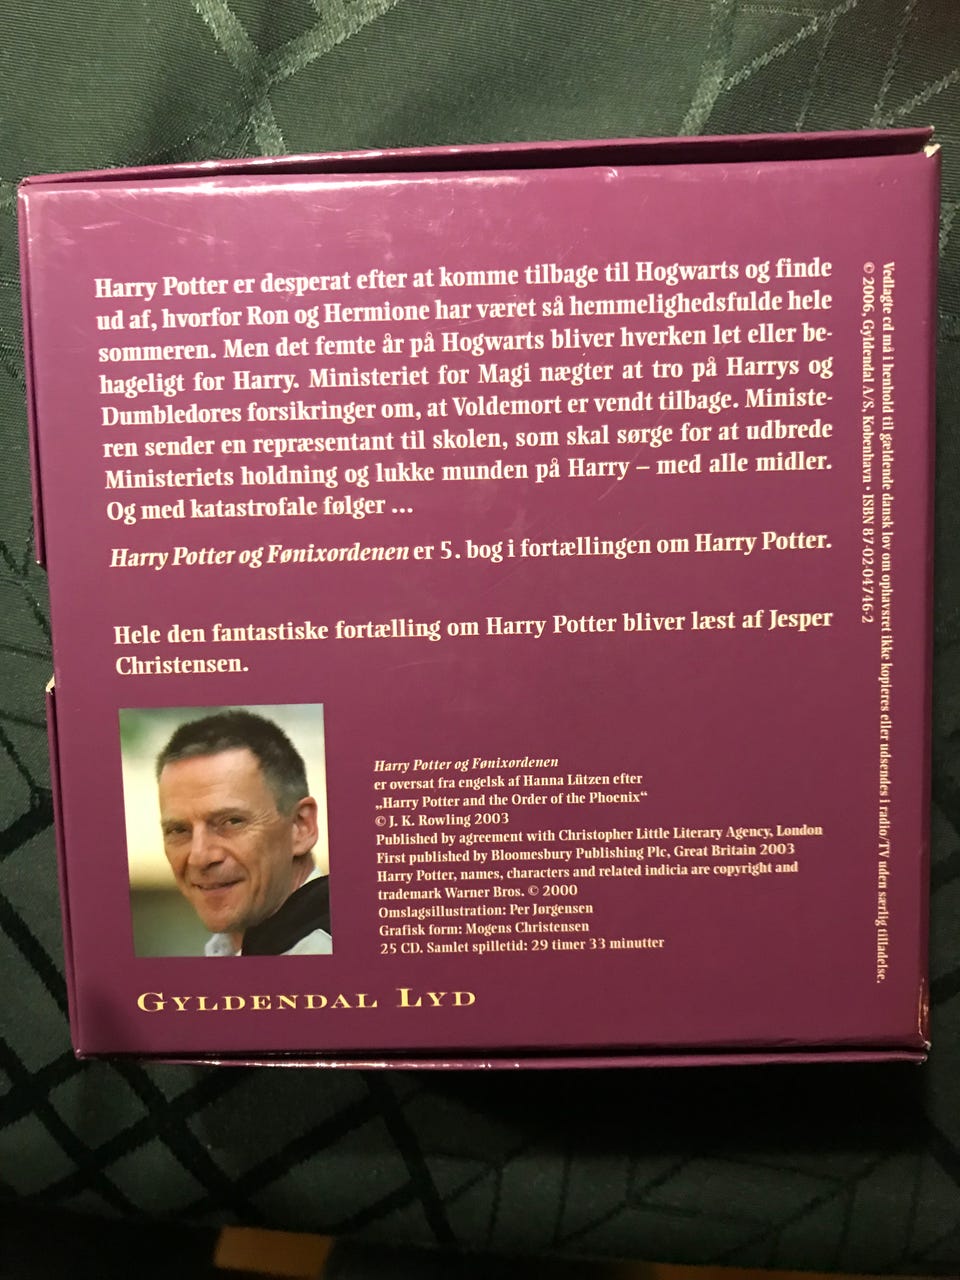 Harry Potter er desperat efter at komme tilbage til Hogwarts og finde
ud af, hvorfor Ron og Hermione har været så hemmelighedsfulde hele
sommeren. Men det femte år på Hogwarts bliver hverken let eller be-
hageligt for Harry. Ministeriet for Magi nægter at tro på Harrys og
Dumbledores forsikringer om, at Voldemort er vendt tilbage. Ministe-
ren sender en repræsentant til skolen, som skal sørge for at udbrede
Ministeriets holdning og lukke munden på Harry – med alle midler.
Og med katastrofale følger ...
Harry Potter og Fønixordenen er 5. bog i fortællingen om Harry Potter.
Hele den fantastiske fortælling om Harry Potter bliver læst af Jesper
Christensen.
Harry Potter og Fønixordenen
er oversat fra engelsk af Hanna Lützen efter
„Harry Potter and the Order of the Phoenix“
© J. K. Rowling 2003
Published by agreement with Christopher Little Literary Agency, London
First published by Bloomesbury Publishing Plc, Great Britain 2003
Harry Potter, names, characters and related indicia are copyright and
trademark Warner Bros. © 2000
Omslagsillustration: Per Jørgensen
Grafisk form: Mogens Christensen
25 CD. Samlet spilletid: 29 timer 33 minutter
GYLDENDAL LYD
Vedlagte cd må i henhold til gældende dansk lov om ophavsret ikke kopieres eller udsendes i radio/TV uden særlig tilladelse.
© 2006, Gyldendal A/S, København • ISBN 87-02-04746-2